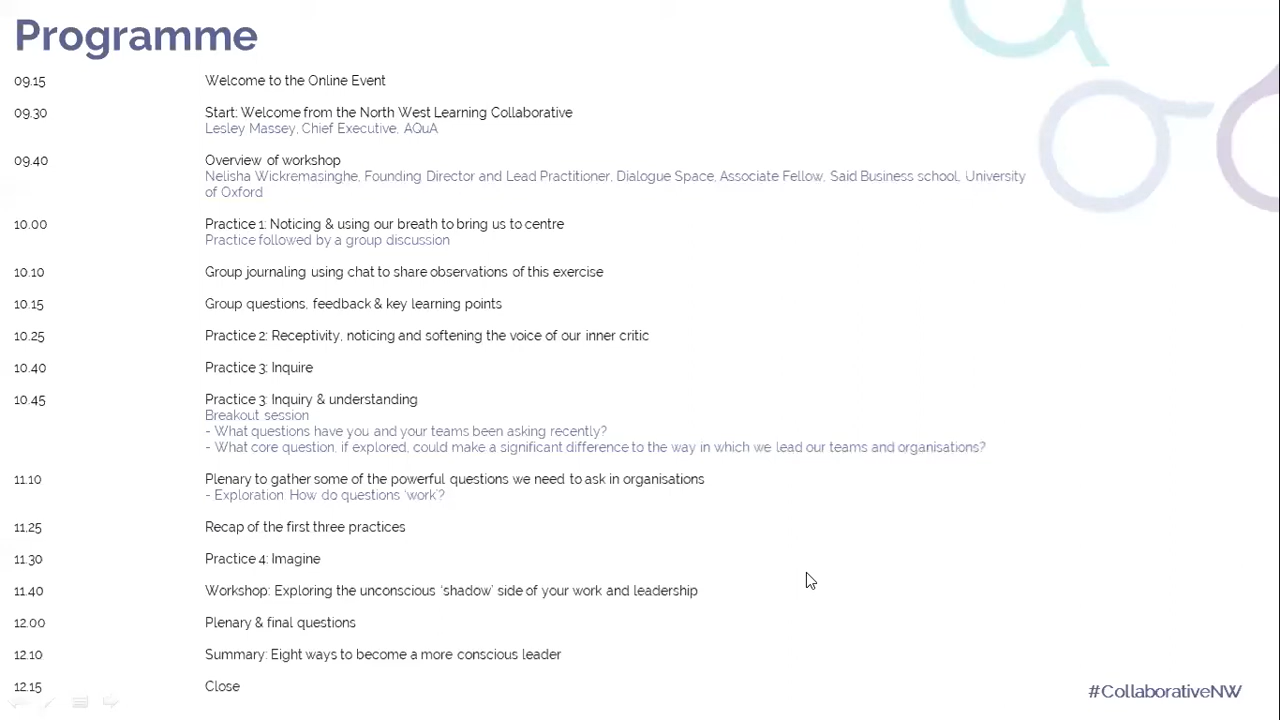 Programme
09.15 Welcome to the Online Event
09.30 Start: Welcome from the North West Learning Collaborative
Lesley Massey, Chief Executive, AQuA
09.40 Overview of workshop
Nelisha Wickremasinghe, Founding Director and Lead Practitioner, Dialogue Space, Associate Fellow, Said Business school, University
of Oxford
10.00 Practice 1: Noticing & using our breath to bring us to centre
Practice followed by a group discussion
10.10 Group journaling using chat to share observations of this exercise
10.15 Group questions, feedback & key learning points
10.25 Practice 2: Receptivity, noticing and softening the voice of our inner critic
10.40 Practice 3: Inquire
10.45 Practice 3: Inquiry & understanding
Breakout session
- What questions have you and your teams been asking recently?
- What core question, if explored, could make a significant difference to the way in which we lead our teams and organisations?
11.10 Plenary to gather some of the powerful questions we need to ask in organisations
- Exploration: How do questions ‘work’?
11.25 Recap of the first three practices
11.30 Practice 4: Imagine
11.40 Workshop: Exploring the unconscious ‘shadow’ side of your work and leadership
12.00 Plenary & final questions
12.10 Summary: Eight ways to become a more conscious leader
12.15 Close
#CollaborativeNW